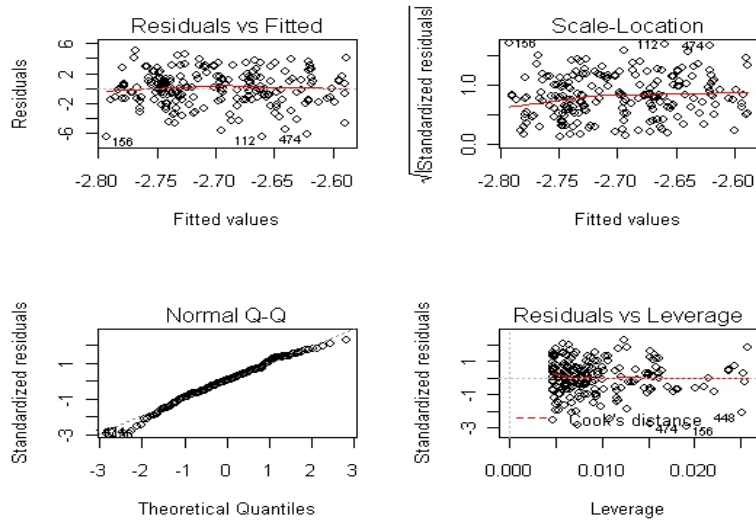 Residuals vs Fitted
Residuals
6
2
-2
-6
156
112
474
-2.80 -2.75 -2.70 -2.65 -2.60
Fitted values
Scale-Location
√|Standardized residuals|
1.0
0.0
156
112
474
-2.80 -2.75 -2.70 -2.65 -2.60
Fitted values
Normal Q-Q
Standardized residuals
1
-1
-3
-3 -2 -1 0 1 2 3
Theoretical Quantiles
Residuals vs Leverage
Standardized residuals
1
-1
-3
Cook's distance
448
474
156
0.000 0.010 0.020
Leverage